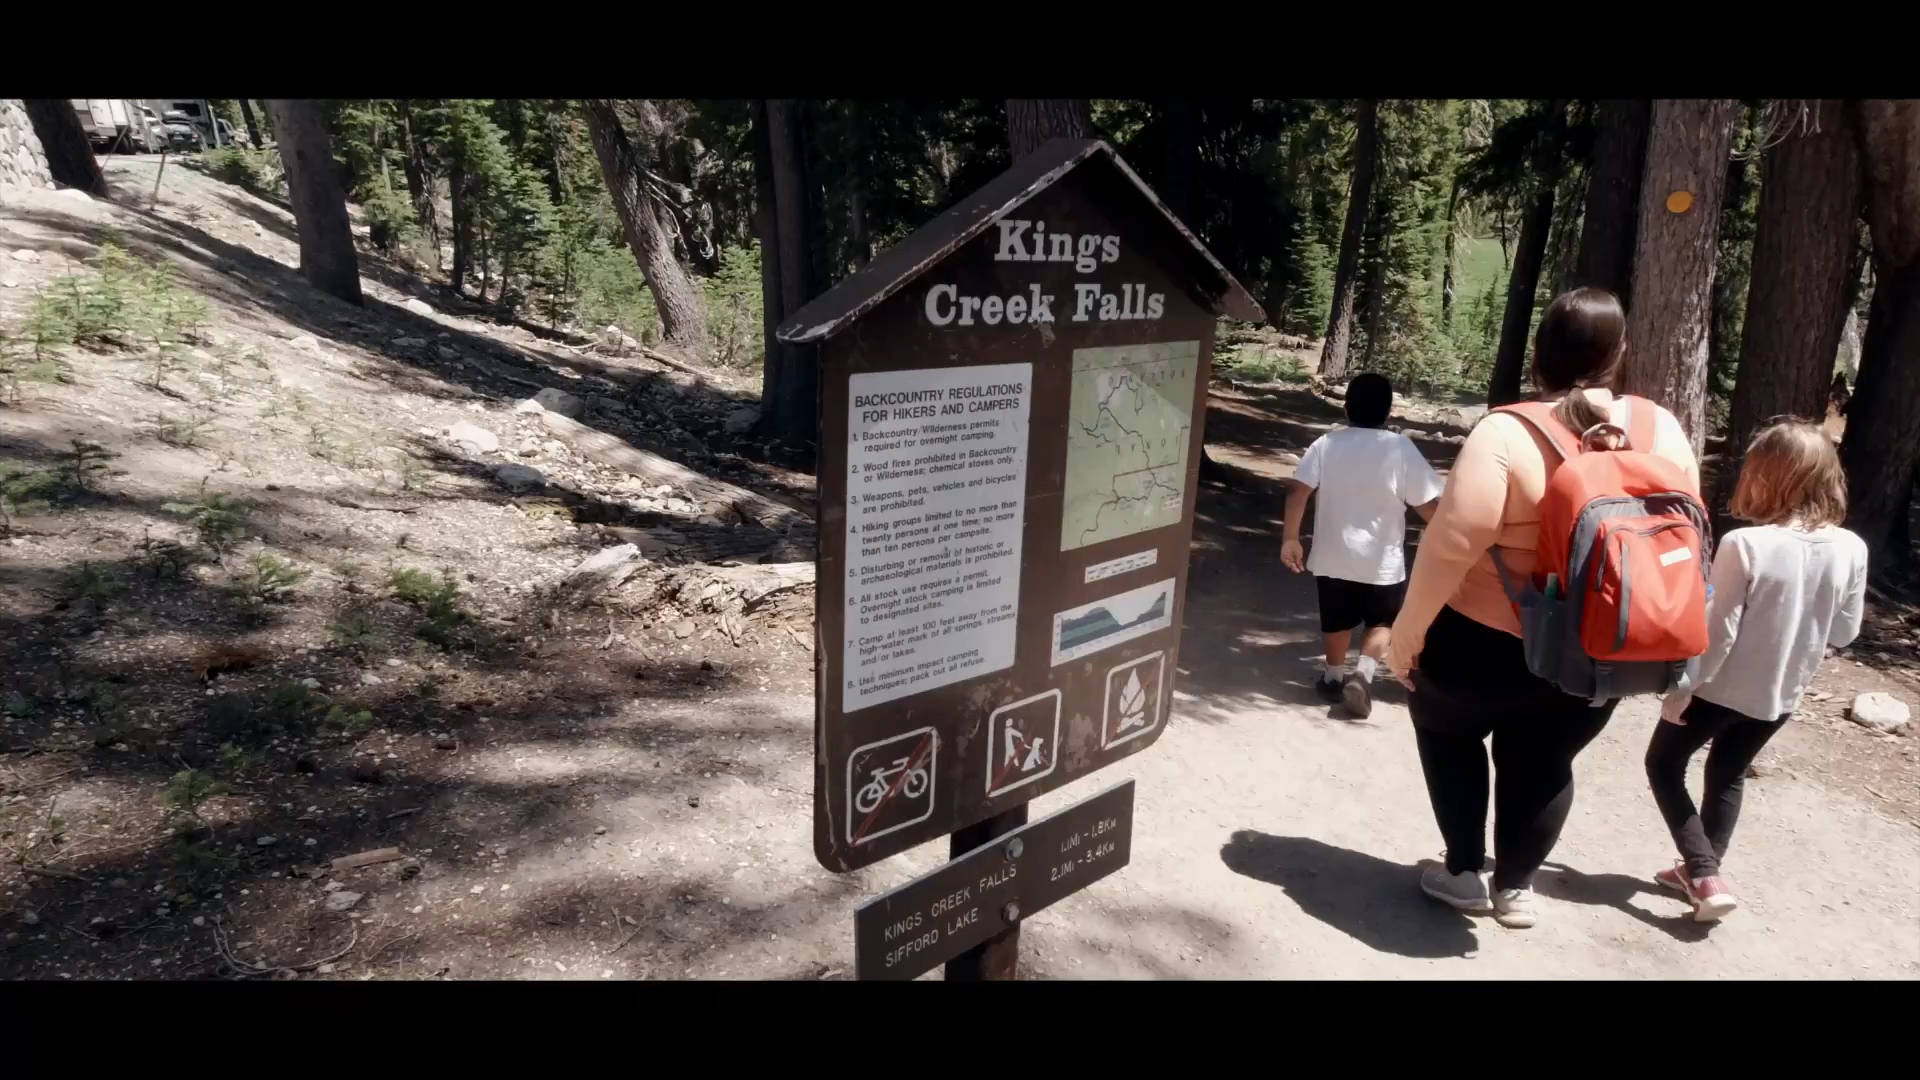 Kings
Creek Falls
BACKCOUNTRY REGULATIONS
FOR HIKERS AND CAMPERS
1. Backcountry/Wilderness permits
required for overnight camping.
2. Wood fires prohibited in Backcountry
or Wilderness; chemical stoves only.
3. Weapons, pets, vehicles and bicycles
are prohibited.
4. Hiking groups limited to no more than
twenty persons at one time; no more
than ten persons per campsite.
5. Disturbing or removal of historic or
archaeological materials is prohibited.
6. All stock use requires a permit.
Overnight stock camping is limited
to designated sites.
7. Camp at least 100 feet away from the
high-water mark of all springs, streams
and/or lakes.
8. Use minimum impact camping
techniques; pack out all refuse.
KINGS CREEK FALLS 1.1MI - 1.8KM
SIFFORD LAKE 2.1MI - 3.4KM